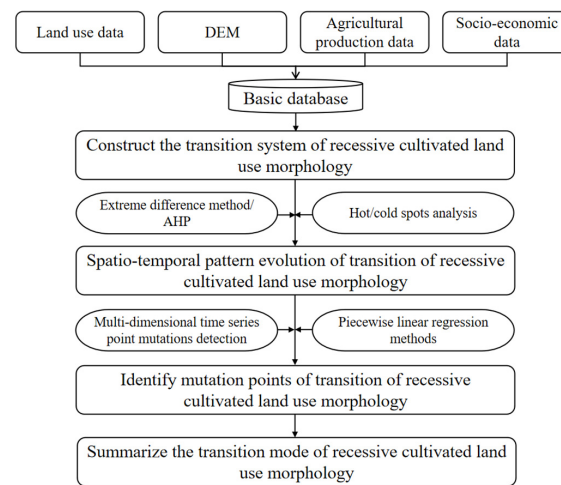 Land use data
DEM
Agricultural
production data
Socio-economic
data
Basic database
Construct the transition system of recessive cultivated land
use morphology
Extreme difference method/
AHP
Hot/cold spots analysis
Spatio-temporal pattern evolution of transition of recessive
cultivated land use morphology
Multi-dimensional time series
point mutations detection
Piecewise linear regression
methods
Identify mutation points of transition of recessive
cultivated land use morphology
Summarize the transition mode of recessive cultivated land
use morphology